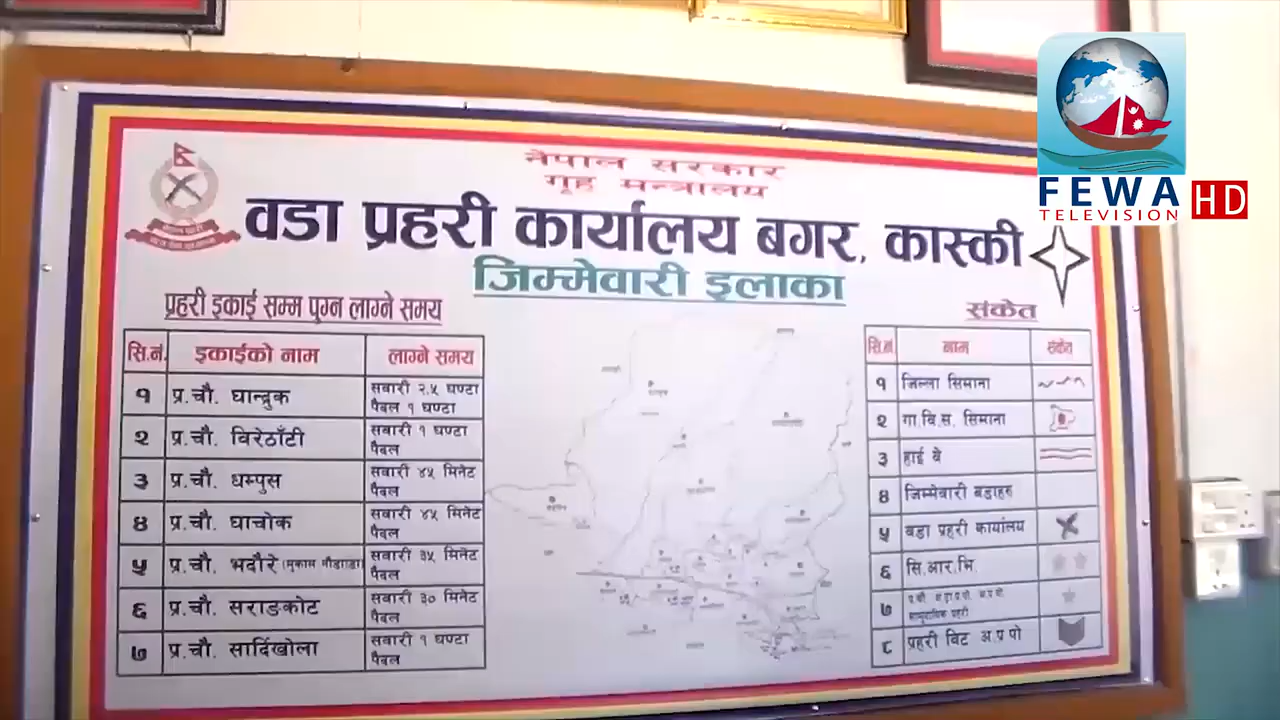 FEWA
TELEVISION HD
नेपाल सरकार
गृह मन्त्रालय
वडा प्रहरी कार्यालय बगर, कास्की
जिम्मेवारी इलाका
प्रहरी इकाई सम्म पुग्न लाग्ने समय
सि.नं. इकाईको नाम लाग्ने समय
१ प्र.चौ. घान्द्रुक सवारी २.५ घण्टा
पैदल १ घण्टा
२ प्र.चौ. विरेठाँटी सवारी १ घण्टा
पैदल
३ प्र.चौ. धम्पुस सवारी ४५ मिनेट
पैदल
४ प्र.चौ. घाचोक सवारी ४५ मिनेट
पैदल
५ प्र.चौ. भदौरे सवारी ३५ मिनेट
पैदल
६ प्र.चौ. सराङकोट सवारी ३० मिनेट
पैदल
७ प्र.चौ. सार्दिखोला सवारी १ घण्टा
पैदल
संकेत
सि.नं. नाम संकेत
१ जिल्ला सिमाना
२ गा.वि.स. सिमाना
३ हाई वे
४ जिम्मेवारी वडाहरु
५ वडा प्रहरी कार्यालय
६ सि.आर.भि.
७ सामुदायिक प्रहरी
८ प्रहरी विट अ.प्र.पो